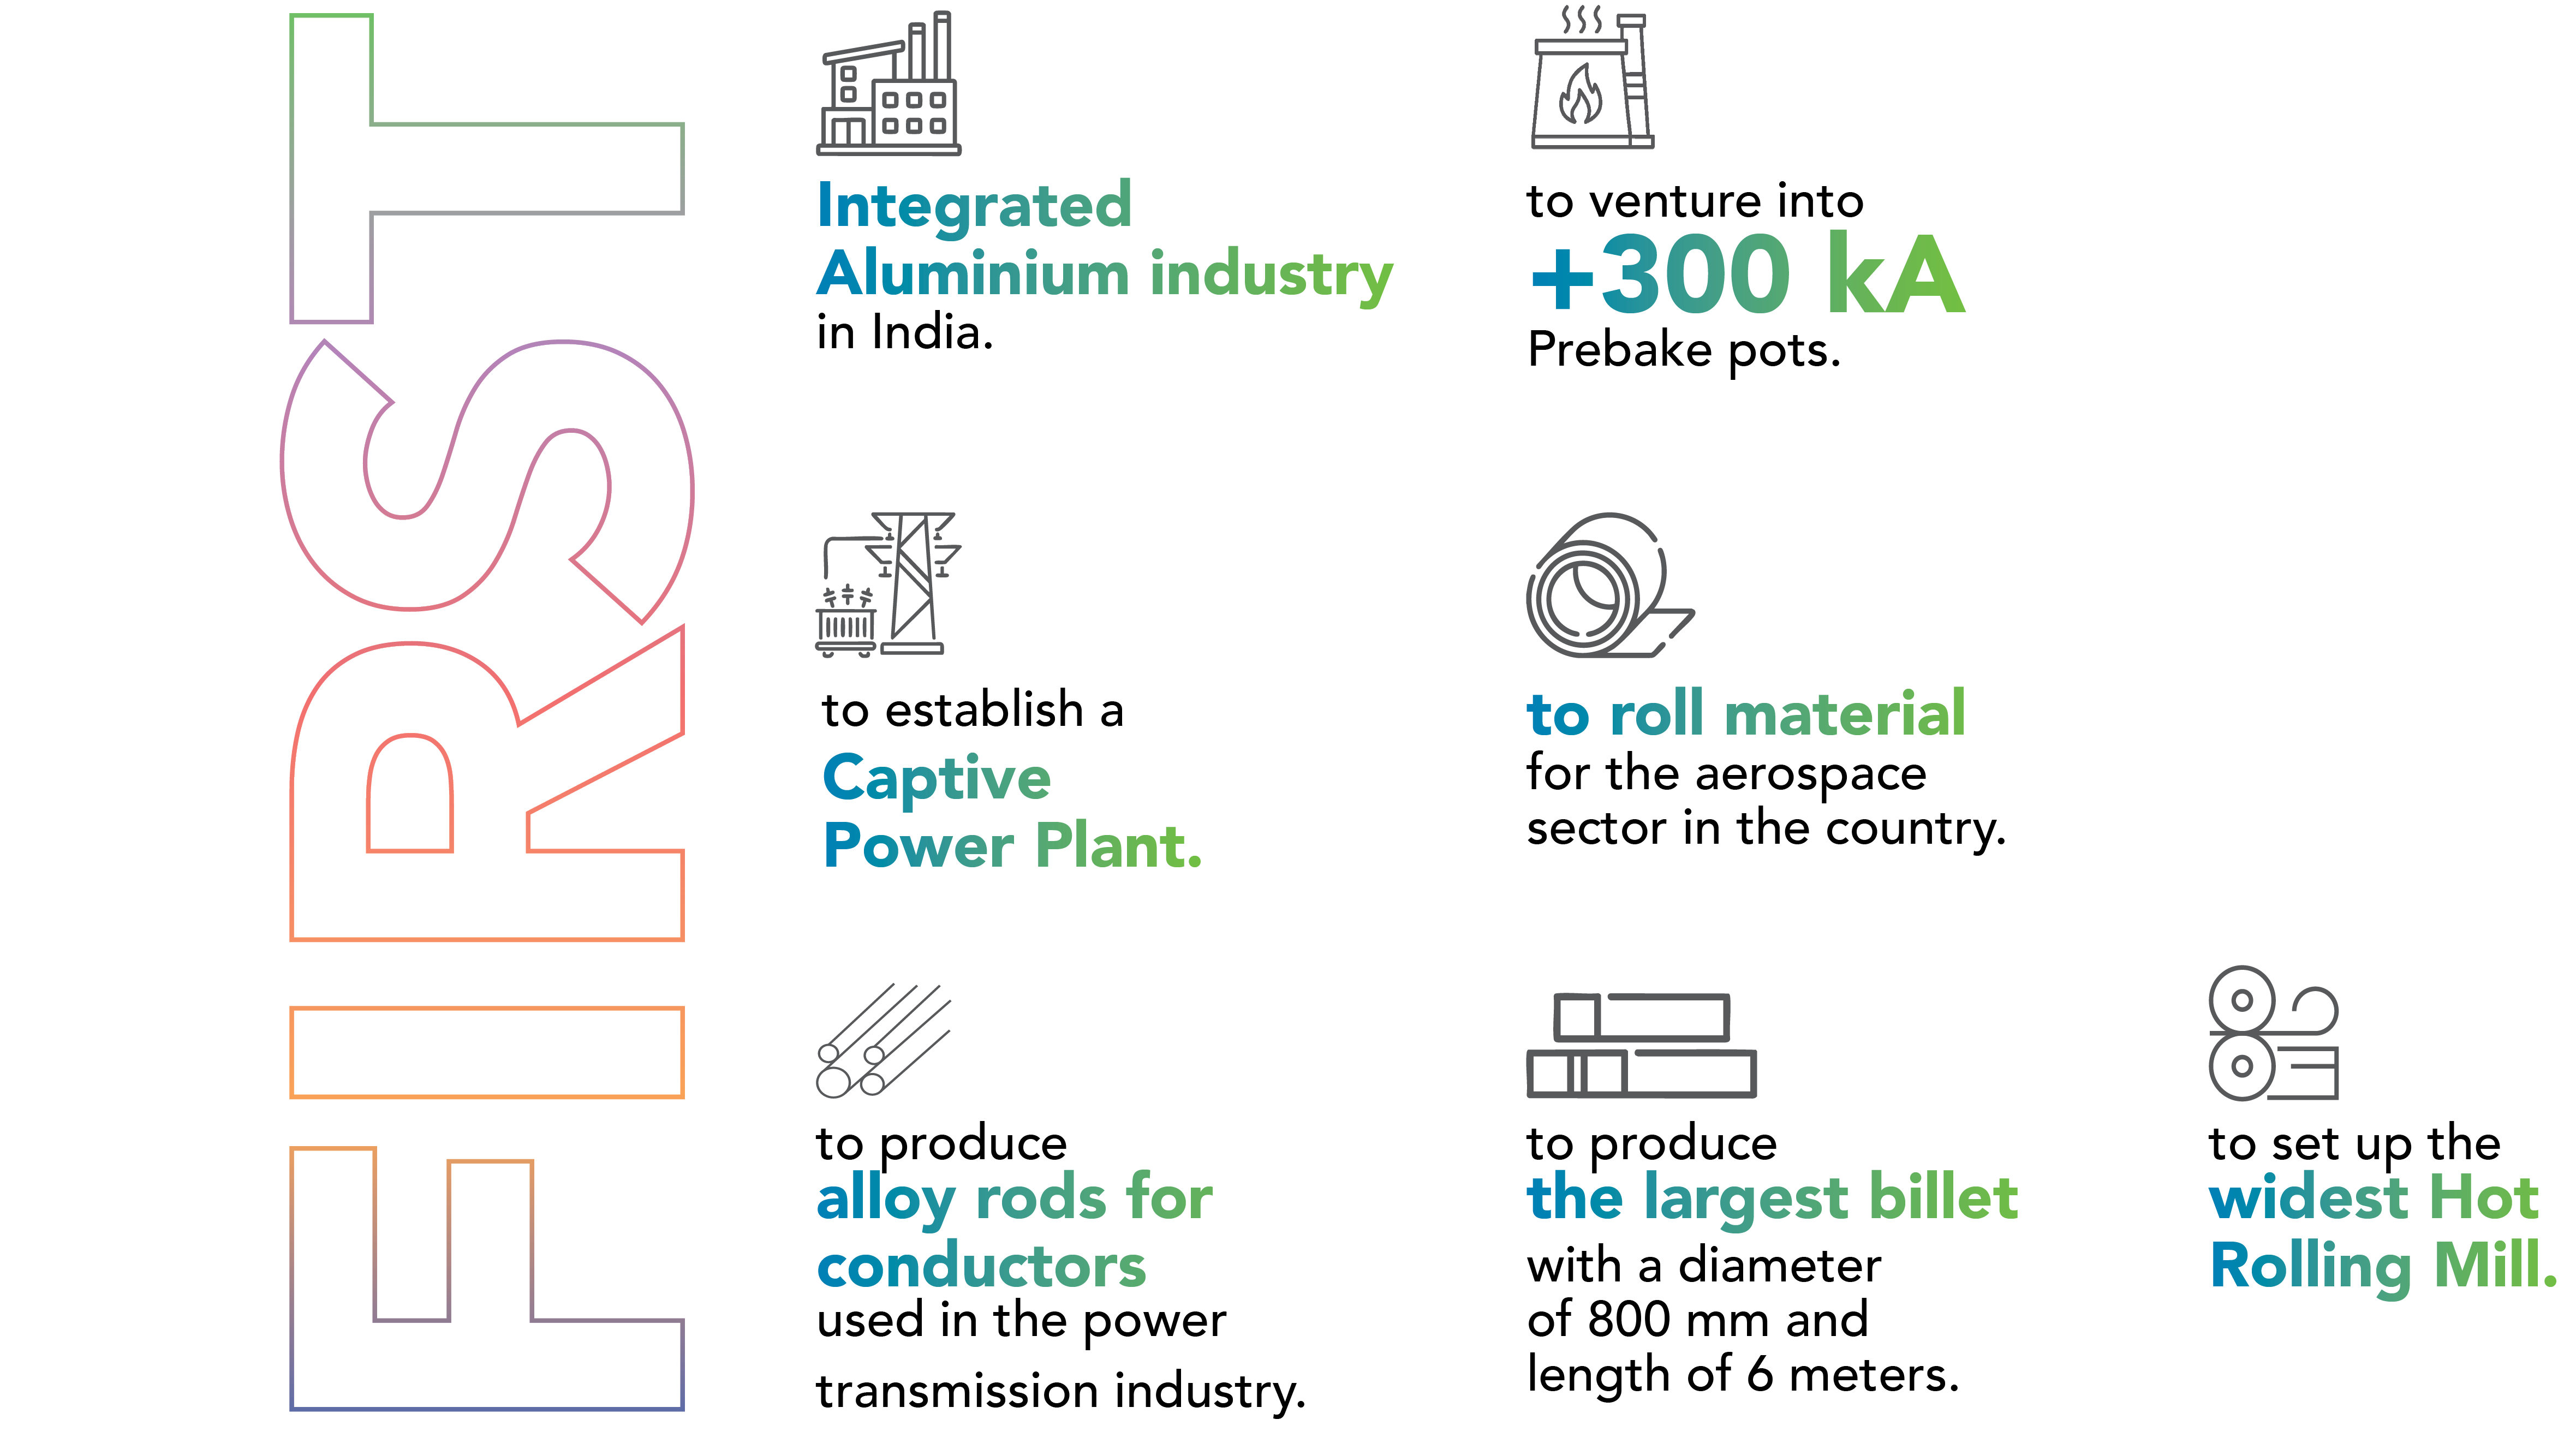 FIRST
Integrated
Aluminium industry
in India.
to venture into
+300 kA
Prebake pots.
to establish a
Captive
Power Plant.
to roll material
for the aerospace
sector in the country.
to produce
alloy rods for
conductors
used in the power
transmission industry.
to produce
the largest billet
with a diameter
of 800 mm and
length of 6 meters.
to set up the
widest Hot
Rolling Mill.